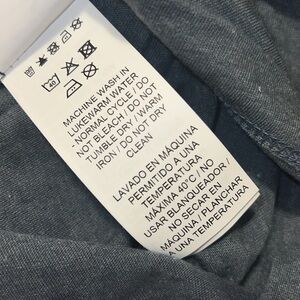 40
MACHINE WASH IN
/ LUKEWARM WATER
- NORMAL CYCLE / DO
NOT BLEACH / DO NOT
TUMBLE DRY / WARM
IRON / DO NOT DRY
CLEAN
LAVADO EN MÁQUINA
PERMITIDO A UNA
TEMPERATURA
MÁXIMA 40°C / NO
USAR BLANQUEADOR /
NO SECAR EN
MÁQUINA / PLANCHAR
A UNA TEMPERATURA